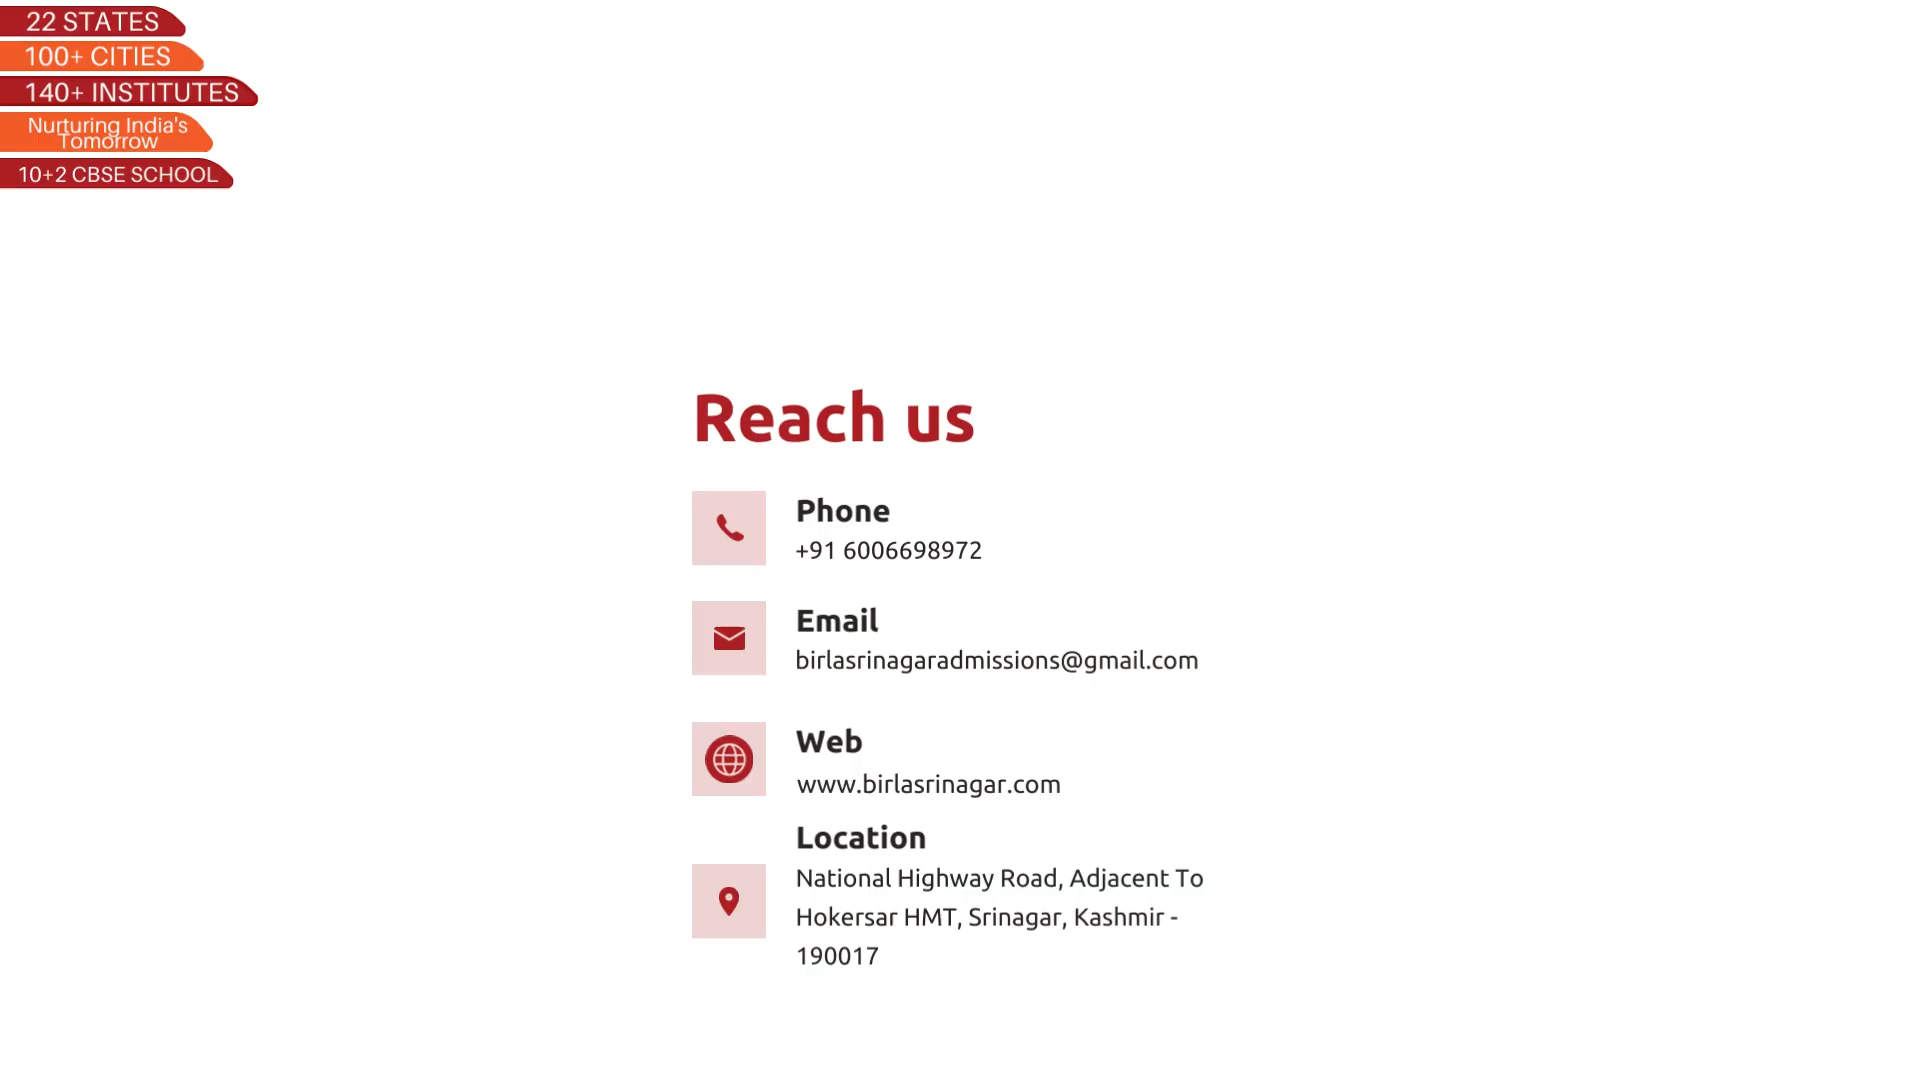 22 STATES
100+ CITIES
140+ INSTITUTES
Nurturing India's
Tomorrow
10+2 CBSE SCHOOL
Reach us
Phone
+91 6006698972
Email
birlasrinagaradmissions@gmail.com
Web
www.birlasrinagar.com
Location
National Highway Road, Adjacent To
Hokersar HMT, Srinagar, Kashmir -
190017